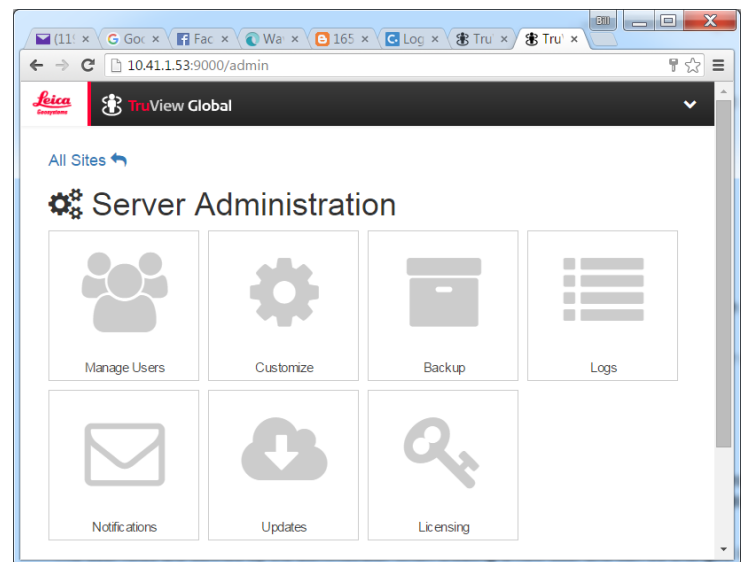 Bill
(119 × Goo × Fac × Wa × 165 × Log × Tru × Tru ×
10.41.1.53:9000/admin
Leica
Geosystems
TruView Global
All Sites
Server Administration
Manage Users Customize Backup Logs
Notifications Updates Licensing